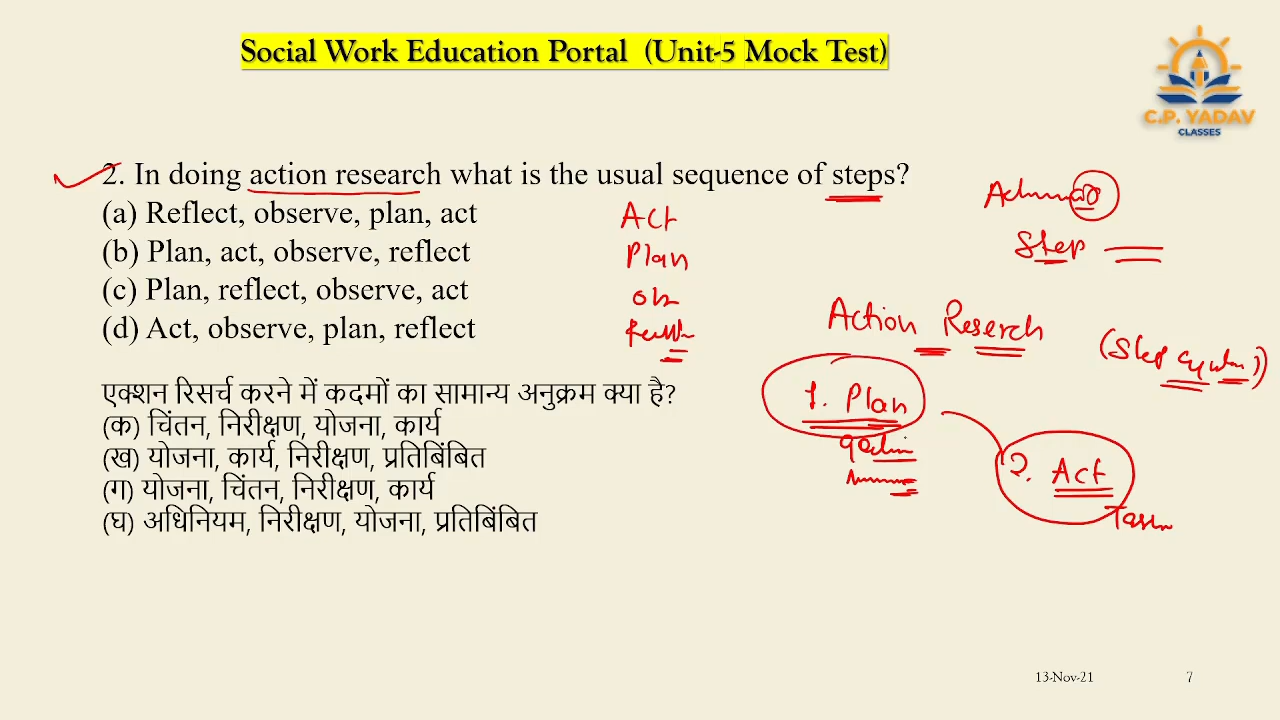 Social Work Education Portal (Unit-5 Mock Test)
C.P. YADAV
CLASSES
2. In doing action research what is the usual sequence of steps?
(a) Reflect, observe, plan, act
(b) Plan, act, observe, reflect
(c) Plan, reflect, observe, act
(d) Act, observe, plan, reflect
Act
Plan
Step
Action Reserch
1. Plan
2. Act
एक्शन रिसर्च करने में कदमों का सामान्य अनुक्रम क्या है?
(क) चिंतन, निरीक्षण, योजना, कार्य
(ख) योजना, कार्य, निरीक्षण, प्रतिबिंबित
(ग) योजना, चिंतन, निरीक्षण, कार्य
(घ) अधिनियम, निरीक्षण, योजना, प्रतिबिंबित
13-Nov-21
7